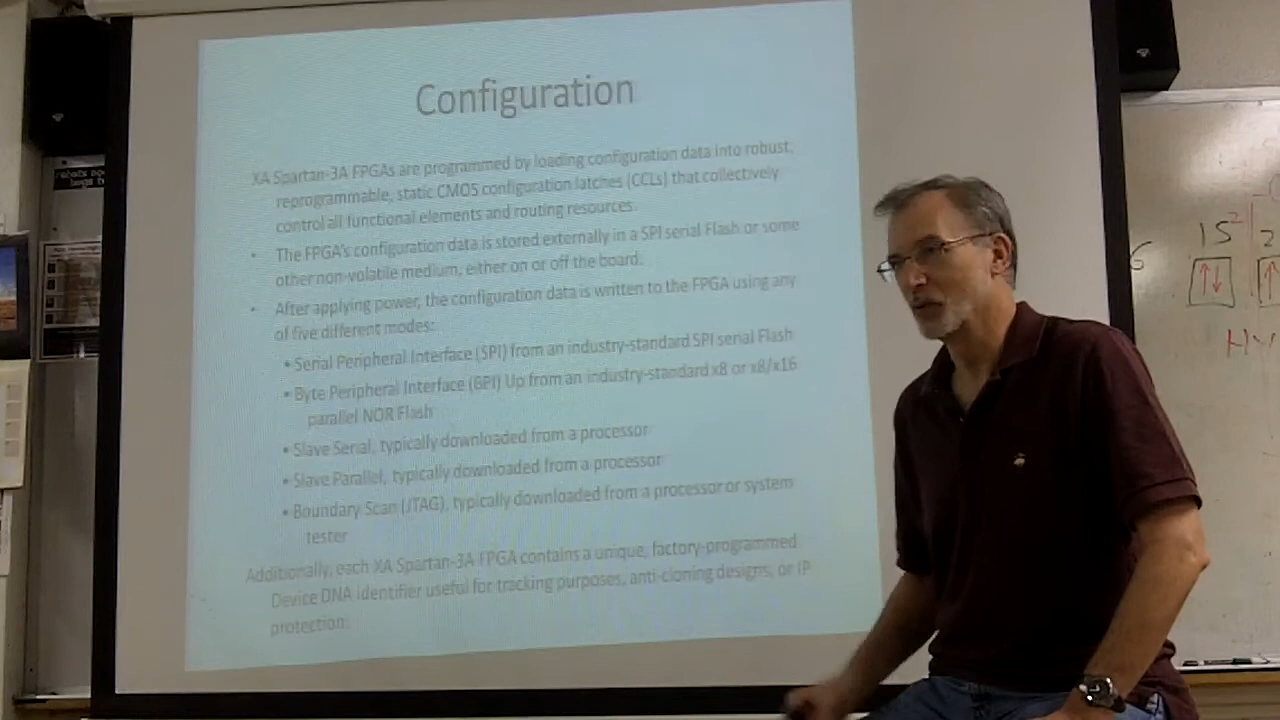 Configuration
XA Spartan-3A FPGAs are programmed by loading configuration data into robust,
reprogrammable, static CMOS configuration latches (CCLs) that collectively
control all functional elements and routing resources.
• The FPGA's configuration data is stored externally in a SPI serial Flash or some
other non-volatile medium, either on or off the board.
• After applying power, the configuration data is written to the FPGA using any
of five different modes:
• Serial Peripheral Interface (SPI) from an industry-standard SPI serial Flash
• Byte Peripheral Interface (BPI) Up from an industry-standard x8 or x8/x16
parallel NOR Flash
• Slave Serial, typically downloaded from a processor
• Slave Parallel, typically downloaded from a processor
• Boundary Scan (JTAG), typically downloaded from a processor or system
tester
Additionally, each XA Spartan-3A FPGA contains a unique, factory-programmed
Device DNA identifier useful for tracking purposes, anti-cloning designs, or IP
protection.
6 1S² 2
↑↓ ↑